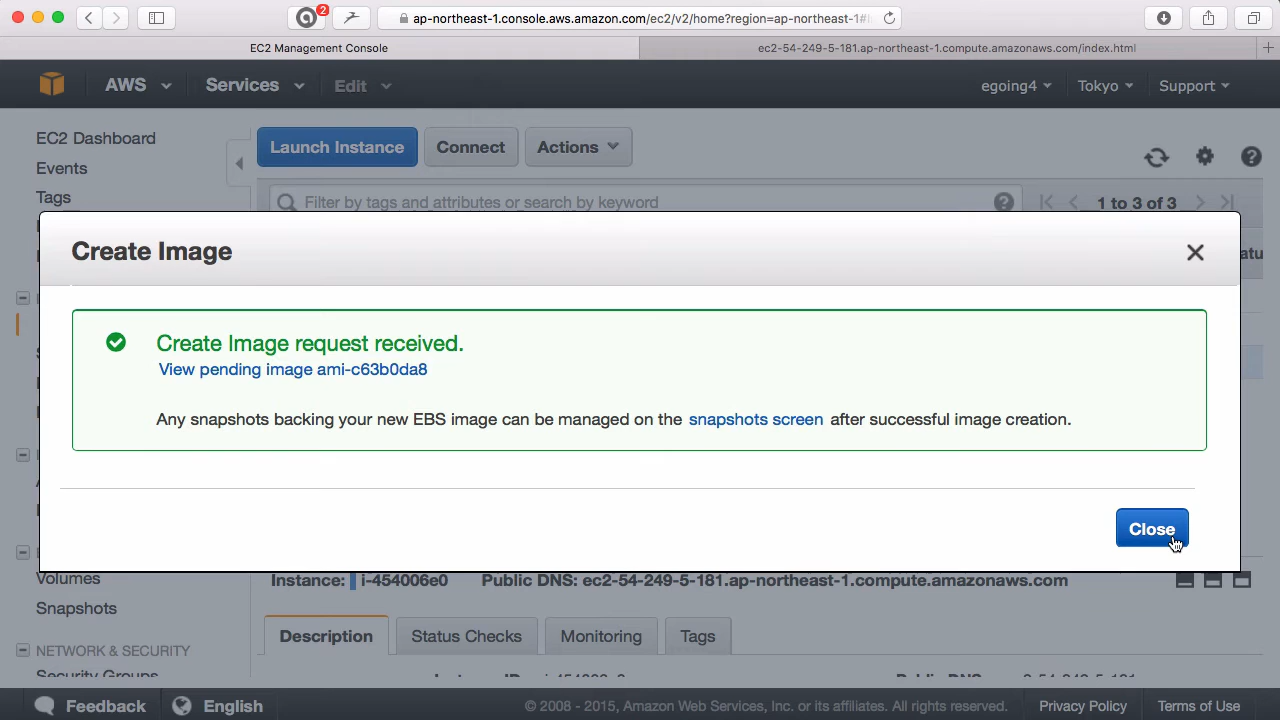 2
ap-northeast-1.console.aws.amazon.com/ec2/v2/home?region=ap-northeast-1#I
EC2 Management Console
ec2-54-249-5-181.ap-northeast-1.compute.amazonaws.com/index.html
AWS
Services
Edit
egoing4
Tokyo
Support
EC2 Dashboard
Events
Tags
Launch Instance
Connect
Actions
Filter by tags and attributes or search by keyword
1 to 3 of 3
atu
Create Image
Create Image request received.
View pending image ami-c63b0da8
Any snapshots backing your new EBS image can be managed on the snapshots screen after successful image creation.
Close
Volumes
Snapshots
NETWORK & SECURITY
Security Groups
Instance: i-454006e0 Public DNS: ec2-54-249-5-181.ap-northeast-1.compute.amazonaws.com
Description
Status Checks
Monitoring
Tags
Feedback
English
© 2008 - 2015, Amazon Web Services, Inc. or its affiliates. All rights reserved.
Privacy Policy
Terms of Use